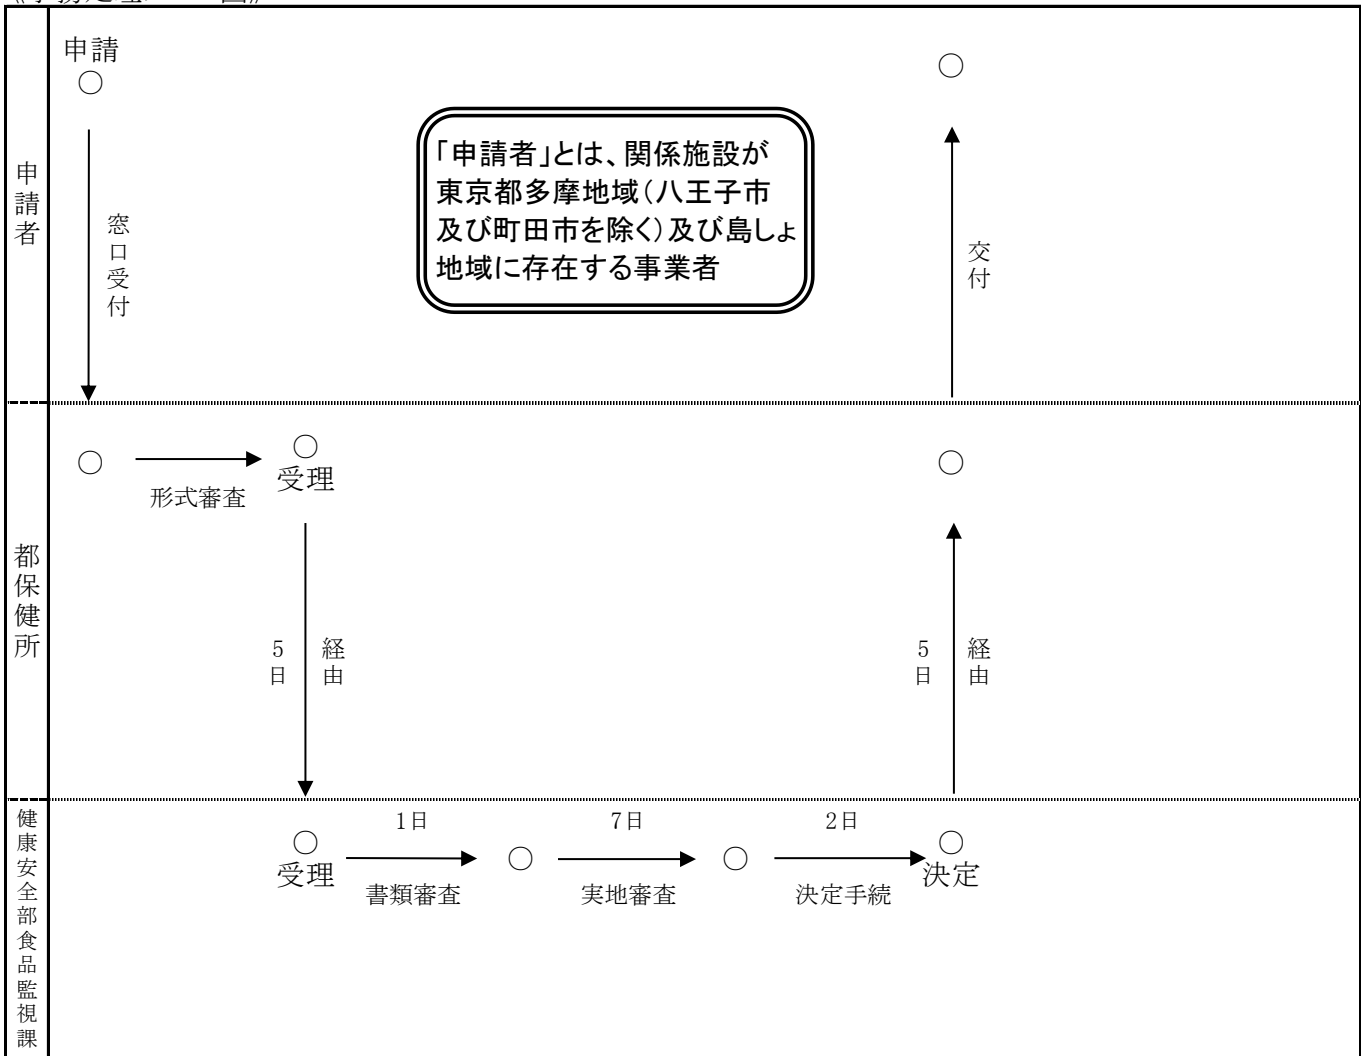 申請
申請者
窓口受付
「申請者」とは、関係施設が
東京都多摩地域(八王子市
及び町田市を除く)及び島しょ
地域に存在する事業者
交付
都保健所
形式審査
受理
5日
経由
5日
経由
健康安全部食品監視課
受理
1日
書類審査
7日
実地審査
2日
決定手続
決定